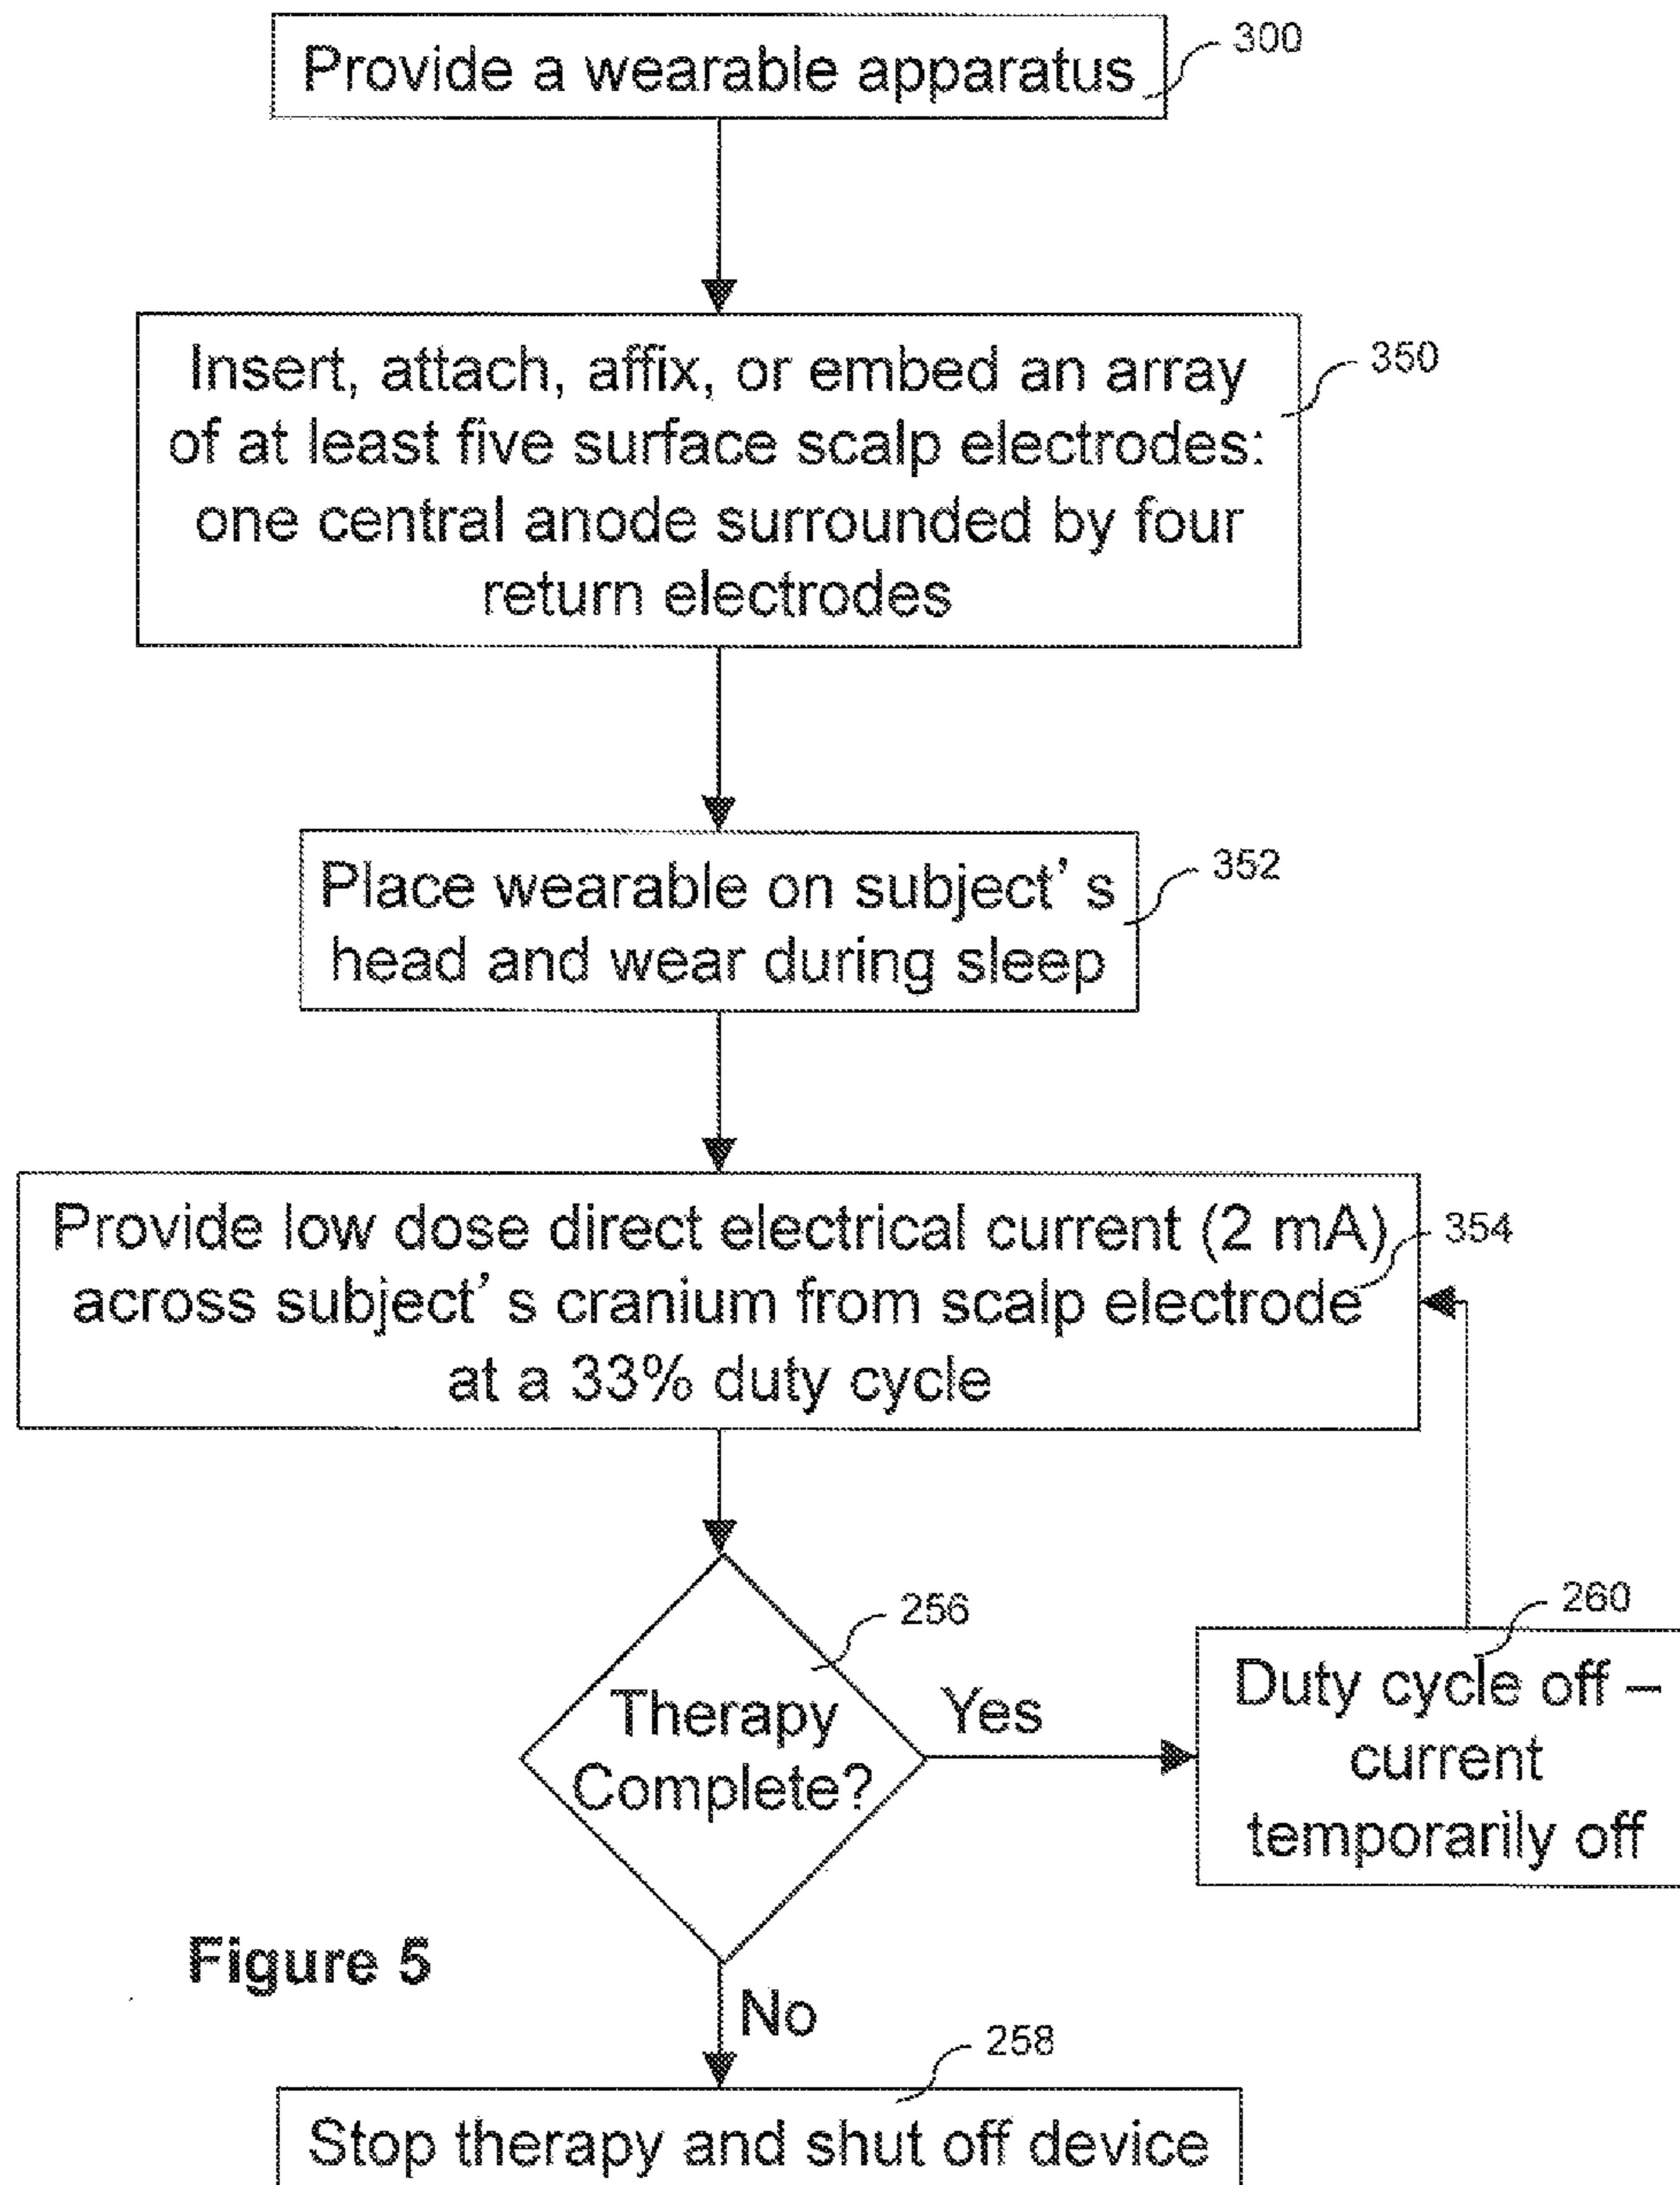 Provide a wearable apparatus
300
Insert, attach, affix, or embed an array
of at least five surface scalp electrodes:
one central anode surrounded by four
return electrodes
350
Place wearable on subject's
head and wear during sleep
352
Provide low dose direct electrical current (2 mA)
across subject's cranium from scalp electrode
at a 33% duty cycle
354
Therapy
Complete?
256
Yes
Duty cycle off –
current
temporarily off
260
No
Stop therapy and shut off device
258
Figure 5